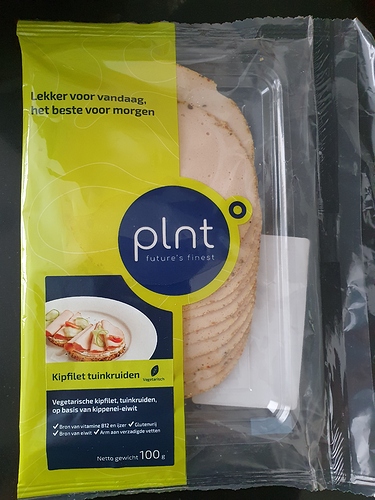 Lekker voor vandaag,
het beste voor morgen
plnt
future's finest
Kipfilet tuinkruiden
Vegetarisch
Vegetarische kipfilet, tuinkruiden,
op basis van kippenei-eiwit
✓ Bron van vitamine B12 en ijzer ✓ Glutenvrij
✓ Bron van eiwit ✓ Arm aan verzadigde vetten
Netto gewicht 100 g